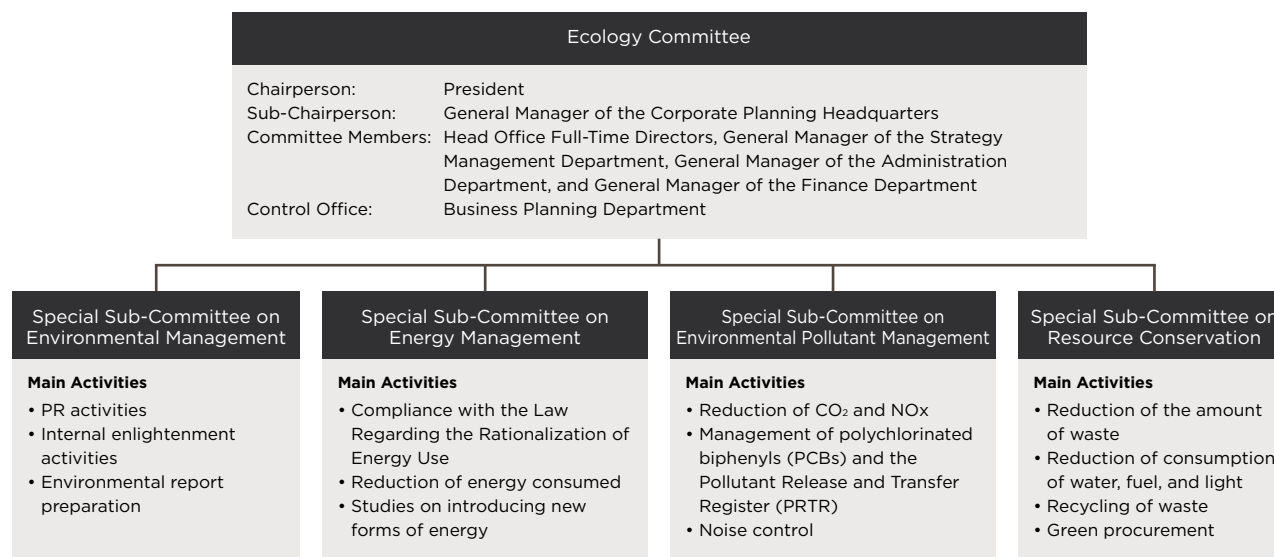 Ecology Committee
Chairperson: President
Sub-Chairperson: General Manager of the Corporate Planning Headquarters
Committee Members: Head Office Full-Time Directors, General Manager of the Strategy
Management Department, General Manager of the Administration
Department, and General Manager of the Finance Department
Control Office: Business Planning Department
Special Sub-Committee on
Environmental Management
Main Activities
• PR activities
• Internal enlightenment
activities
• Environmental report
preparation
Special Sub-Committee on
Energy Management
Main Activities
• Compliance with the Law
Regarding the Rationalization of
Energy Use
• Reduction of energy consumed
• Studies on introducing new
forms of energy
Special Sub-Committee on
Environmental Pollutant Management
Main Activities
• Reduction of CO₂ and NOx
• Management of polychlorinated
biphenyls (PCBs) and the
Pollutant Release and Transfer
Register (PRTR)
• Noise control
Special Sub-Committee on
Resource Conservation
Main Activities
• Reduction of the amount
of waste
• Reduction of consumption
of water, fuel, and light
• Recycling of waste
• Green procurement